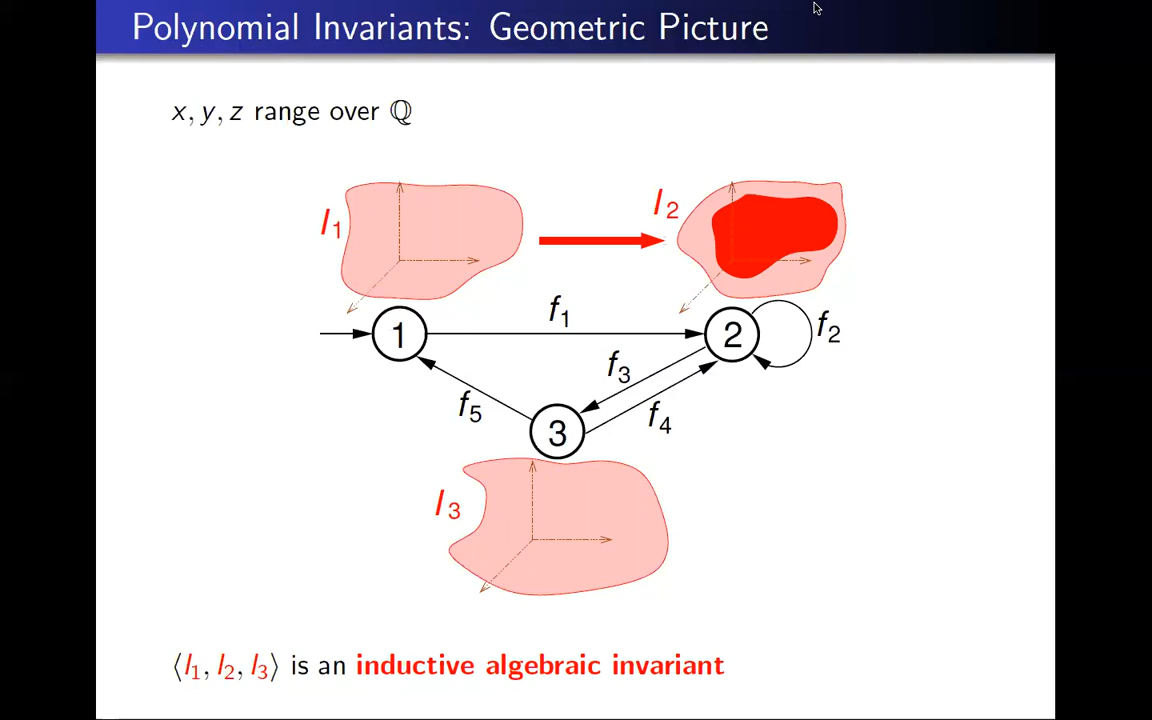 Polynomial Invariants: Geometric Picture
x, y, z range over ℚ
I₁
I₂
f₁
1
2
f₂
f₃
f₅
f₄
3
I₃
⟨I₁, I₂, I₃⟩ is an inductive algebraic invariant